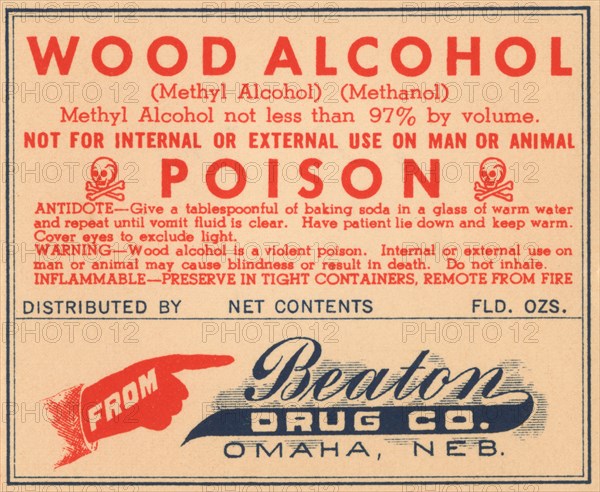 WOOD ALCOHOL
(Methyl Alcohol) (Methanol)
Methyl Alcohol not less than 97% by volume.
NOT FOR INTERNAL OR EXTERNAL USE ON MAN OR ANIMAL
POISON
ANTIDOTE—Give a tablespoonful of baking soda in a glass of warm water
and repeat until vomit fluid is clear. Have patient lie down and keep warm.
Cover eyes to exclude light.
WARNING—Wood alcohol is a violent poison. Internal or external use on
man or animal may cause blindness or result in death. Do not inhale.
INFLAMMABLE—PRESERVE IN TIGHT CONTAINERS, REMOTE FROM FIRE
DISTRIBUTED BY NET CONTENTS FLD. OZS.
FROM
Beaton
DRUG CO.
OMAHA, NEB.
PHOTO12